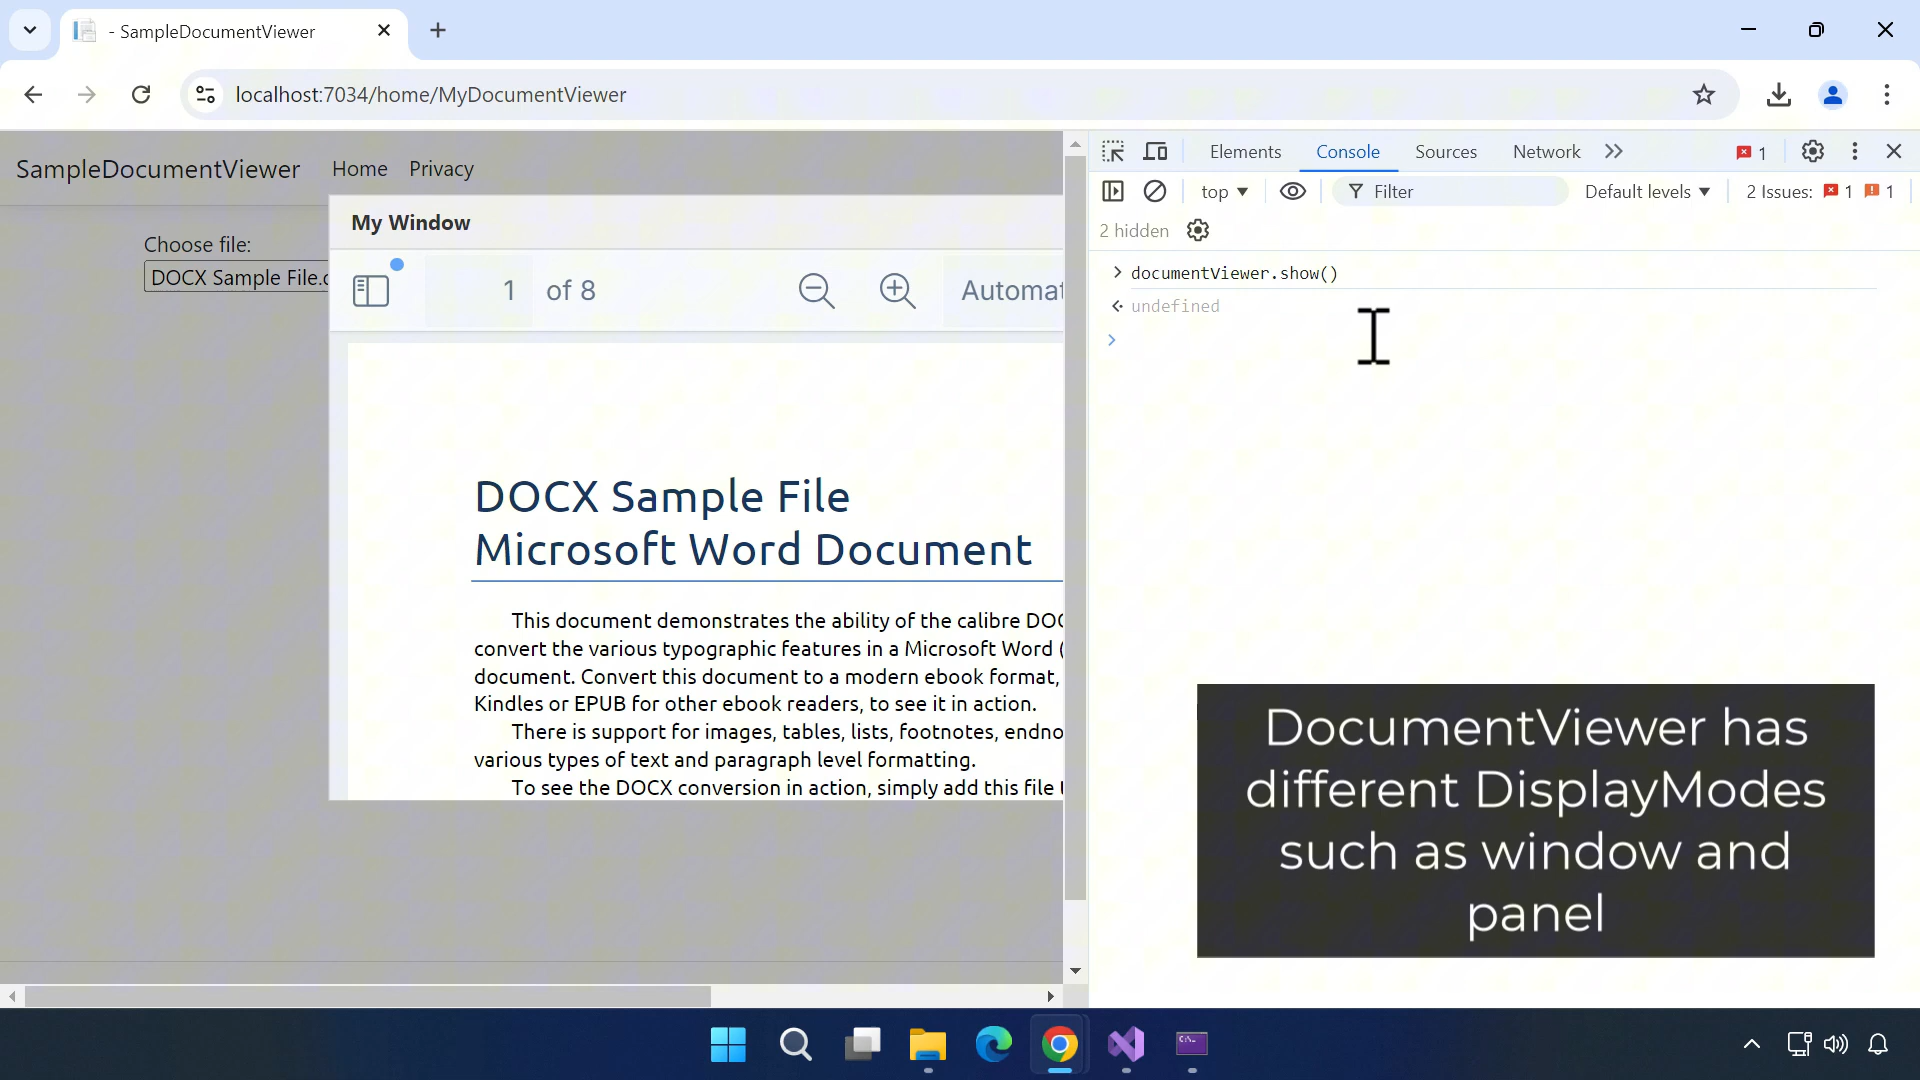 - SampleDocumentViewer
localhost:7034/home/MyDocumentViewer
SampleDocumentViewer Home Privacy
Choose file:
DOCX Sample File.
My Window
1 of 8
Automat
DOCX Sample File
Microsoft Word Document
This document demonstrates the ability of the calibre DOC
convert the various typographic features in a Microsoft Word (
document. Convert this document to a modern ebook format,
Kindles or EPUB for other ebook readers, to see it in action.
There is support for images, tables, lists, footnotes, endno
various types of text and paragraph level formatting.
To see the DOCX conversion in action, simply add this file t
Elements Console Sources Network 1
top Filter Default levels 2 Issues: 1 1
2 hidden
documentViewer.show()
undefined
DocumentViewer has
different DisplayModes
such as window and
panel